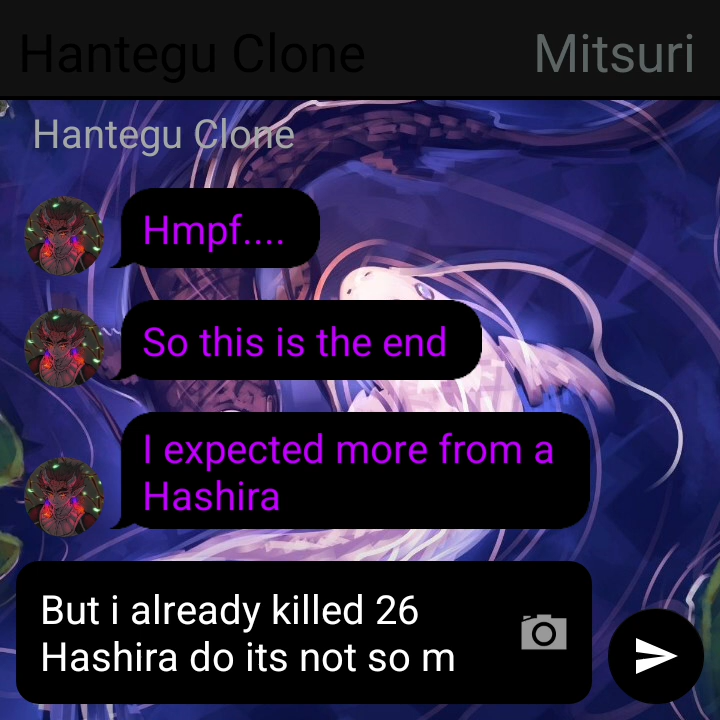 Hantegu Clone
Mitsuri
Hantegu Clone
Hmpf....
So this is the end
I expected more from a
Hashira
But i already killed 26
Hashira do its not so m